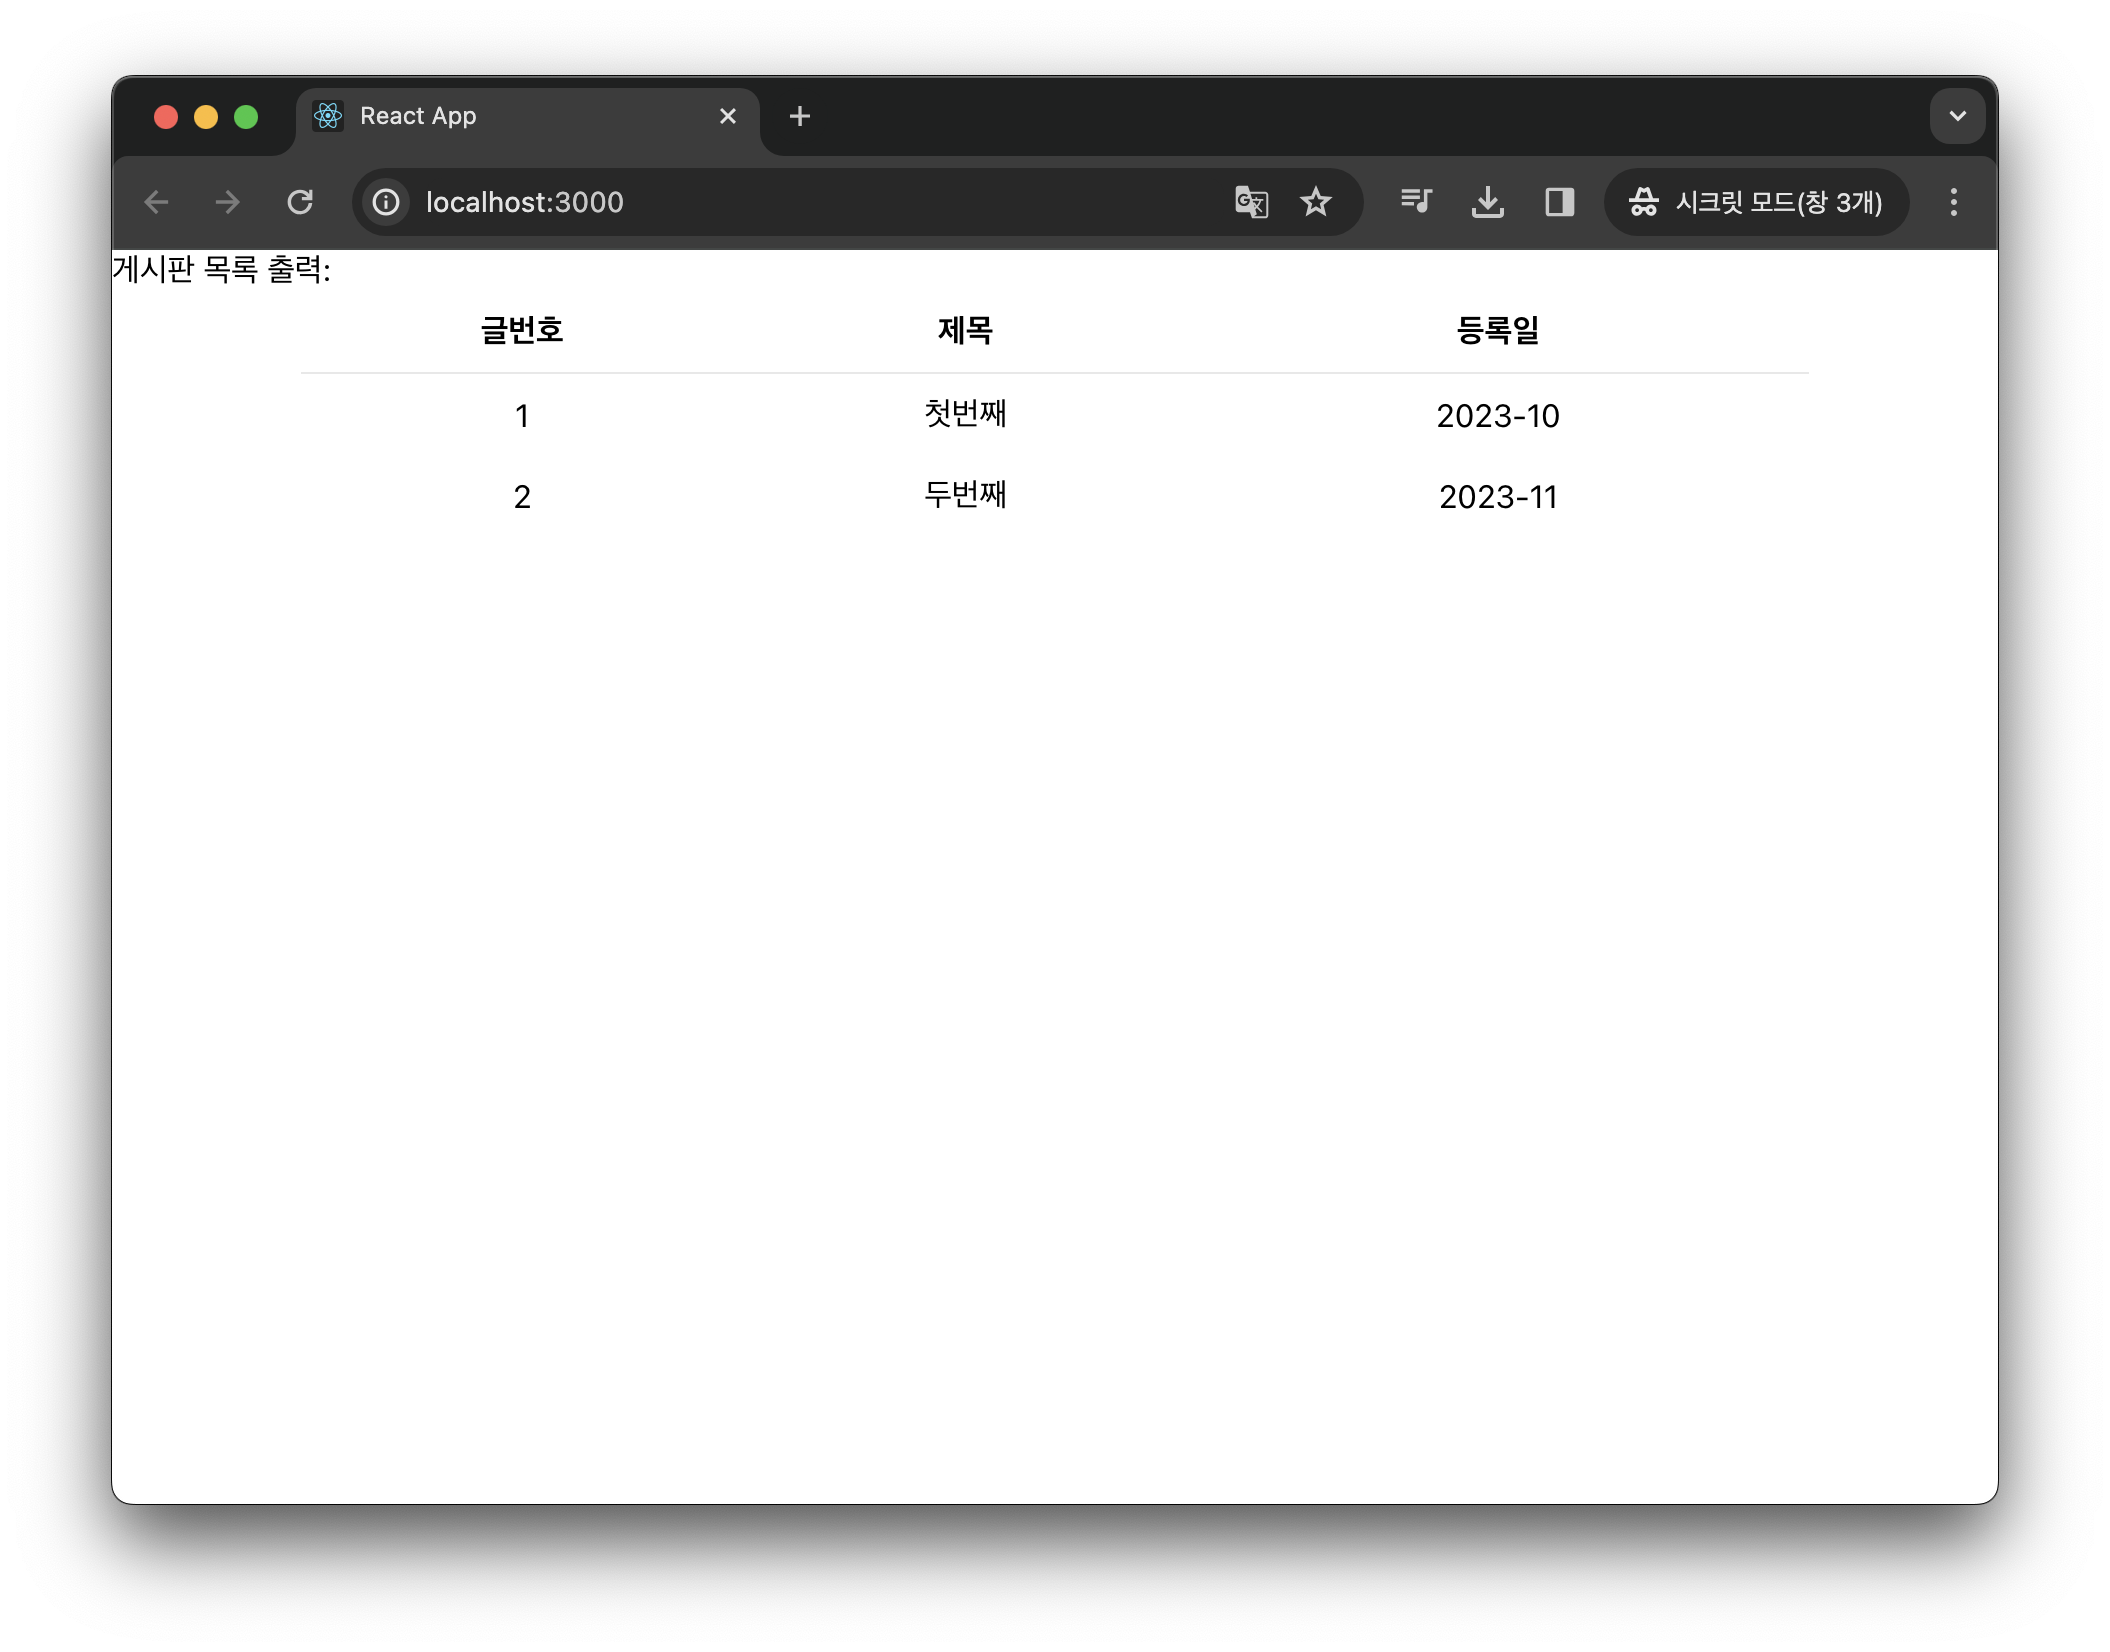 React App
localhost:3000
시크릿 모드(창 3개)
게시판 목록 출력:
글번호 제목 등록일
1 첫번째 2023-10
2 두번째 2023-11